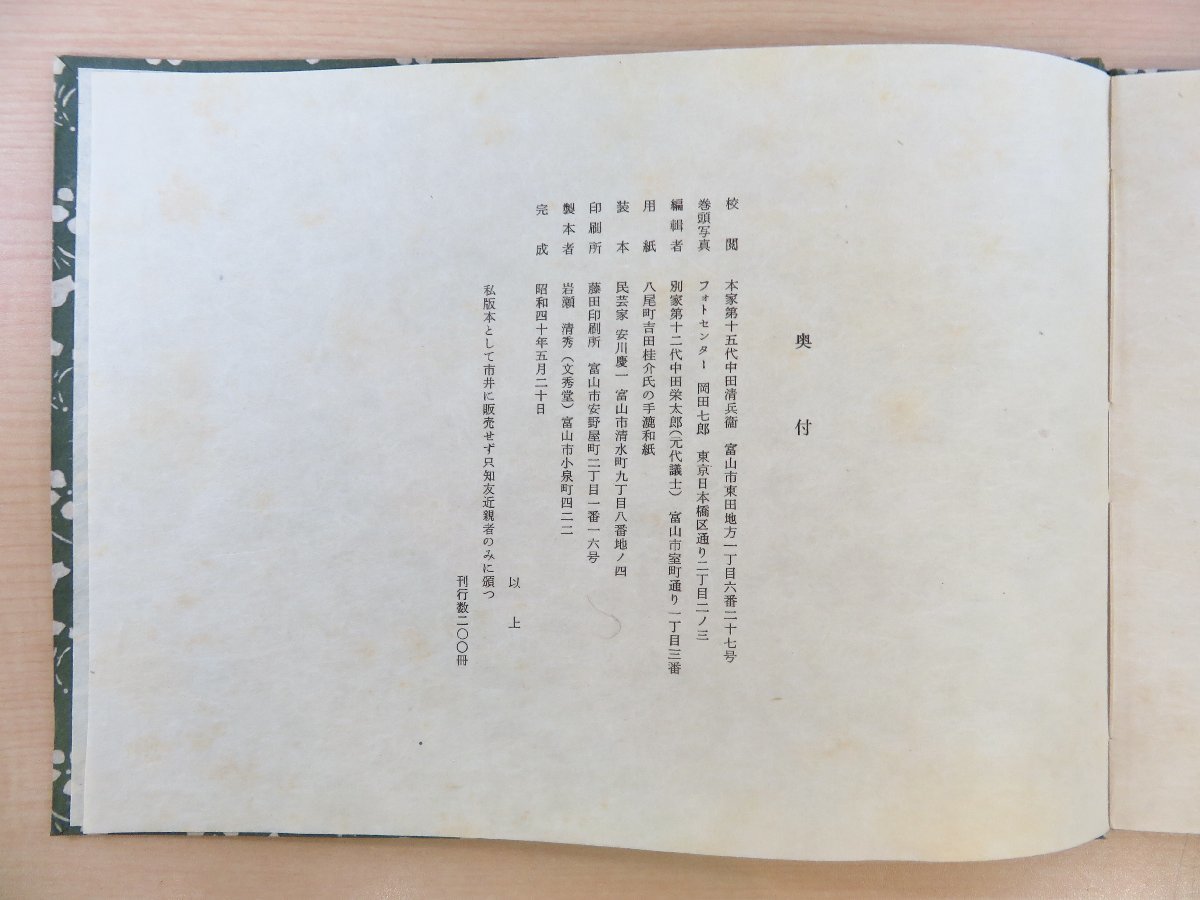 奥付
校閲 本家第十五代中田清兵衞 富山市東田地方一丁目六番二十七号
巻頭写真 フォトセンター 岡田七郎 東京日本橋区通り二丁目二ノ三
編輯者 別家第十二代中田栄太郎(元代議士) 富山市室町通り一丁目三番
用紙 八尾町吉田桂介氏の手漉和紙
装本 民芸家 安川慶一 富山市清水町九丁目八番地ノ四
印刷所 藤田印刷所 富山市安野屋町二丁目一番一六号
製本者 岩瀬 清秀(文秀堂)富山市小泉町四二二
完成 昭和四十年五月二十日
以上
私版本として市井に販売せず只知友近親者のみに頒つ
刊行数二〇〇冊